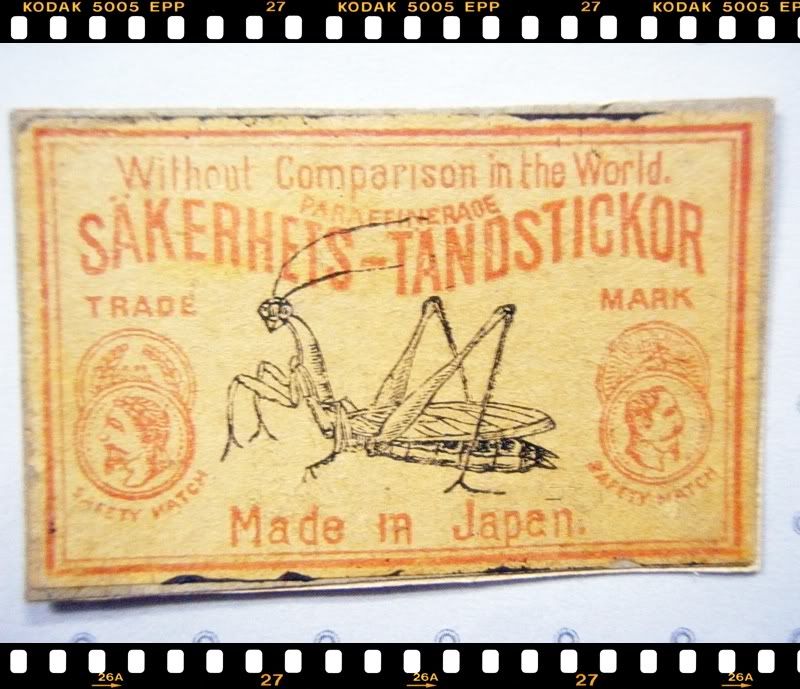 KODAK 5005 EPP 27 KODAK 5005 EPP 27 KODAK 5005 EPP
Without Comparison in the World.
PARAFFINERADE
SÄKERHETS-TÄNDSTICKOR
TRADE MARK
SAFETY MATCH SAFETY MATCH
Made in Japan.
26A 27 26A 27 26A